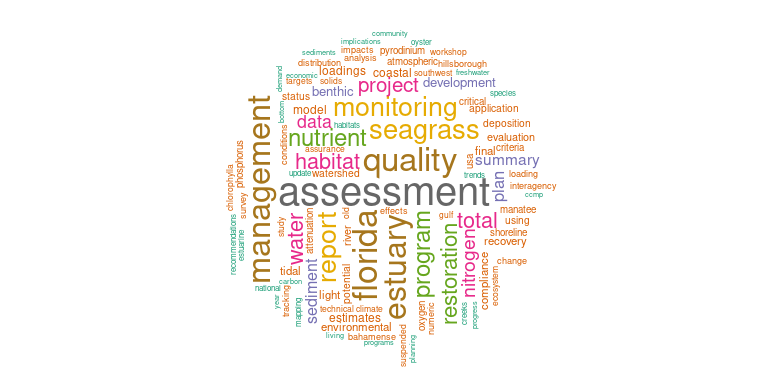 community
implications
oyster
sediments
impacts
pyrodinium
workshop
analysis
distribution
atmospheric
hillsborough
loadings
coastal
southwest
freshwater
economic
targets
solids
project
development
demand
benthic
species
status
monitoring
critical
application
bottom
model
data
habitats
seagrass
deposition
management
nutrient
evaluation
conditions
assurance
final
criteria
phosphorus
habitat
quality
usa
summary
update
watershed
trends
loading
chlorophylla
assessment
plan
interagency
survey
ccmp
recommendations
estuarine
study
water
attenuation
report
old
river
florida
effects
estuary
program
gulf
total
manatee
using
restoration
nitrogen
shoreline
recovery
tidal
potential
compliance
change
ecosystem
carbon
national
sediment
light
year
tracking
mapping
technical
climate
estimates
oxygen
numeric
creeks
progress
environmental
living
bahamense
programs
suspended
planning